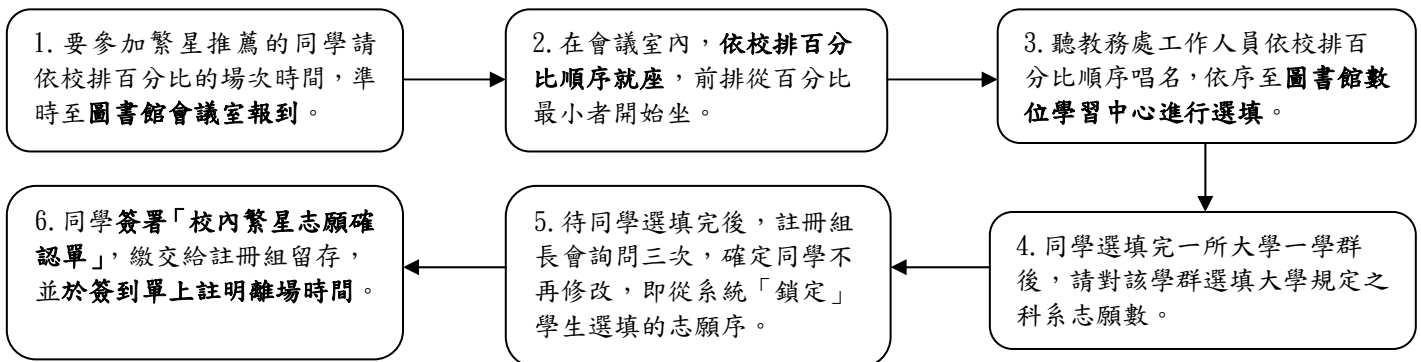 1.要參加繁星推薦的同學請
依校排百分比的場次時間，準
時至圖書館會議室報到。
2.在會議室內，依校排百分
比順序就座，前排從百分比
最小者開始坐。
3.聽教務處工作人員依校排百
分比順序唱名，依序至圖書館數
位學習中心進行選填。
4.同學選填完一所大學一學群
後，請對該學群選填大學規定之
科系志願數。
5.待同學選填完後，註冊組
長會詢問三次，確定同學不
再修改，即從系統「鎖定」
學生選填的志願序。
6.同學簽署「校內繁星志願確
認單」，繳交給註冊組留存，
並於簽到單上註明離場時間。